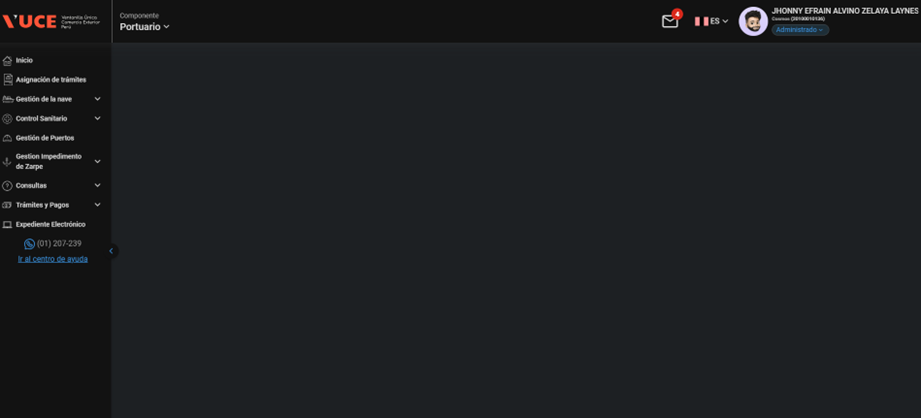 VUCE
Ventanilla Única
Comercio Exterior
Perú
Componente
Portuario
4
ES
JHONNY EFRAIN ALVINO ZELAYA LAYNES
(20100010136)
Administrado
Inicio
Asignación de trámites
Gestión de la nave
Control Sanitario
Gestión de Puertos
Gestion Impedimento
de Zarpe
Consultas
Trámites y Pagos
Expediente Electrónico
(01) 207-239
Ir al centro de ayuda